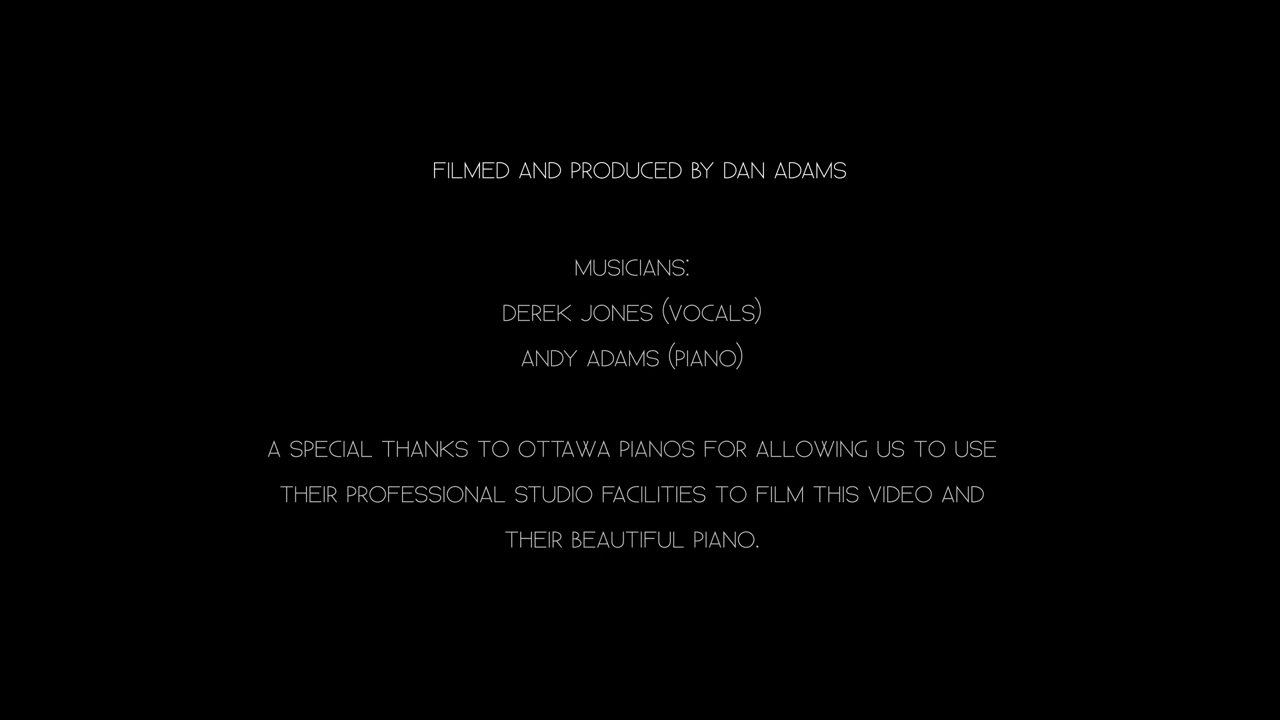 FILMED AND PRODUCED BY DAN ADAMS
MUSICIANS:
DEREK JONES (VOCALS)
ANDY ADAMS (PIANO)
A SPECIAL THANKS TO OTTAWA PIANOS FOR ALLOWING US TO USE
THEIR PROFESSIONAL STUDIO FACILITIES TO FILM THIS VIDEO AND
THEIR BEAUTIFUL PIANO.